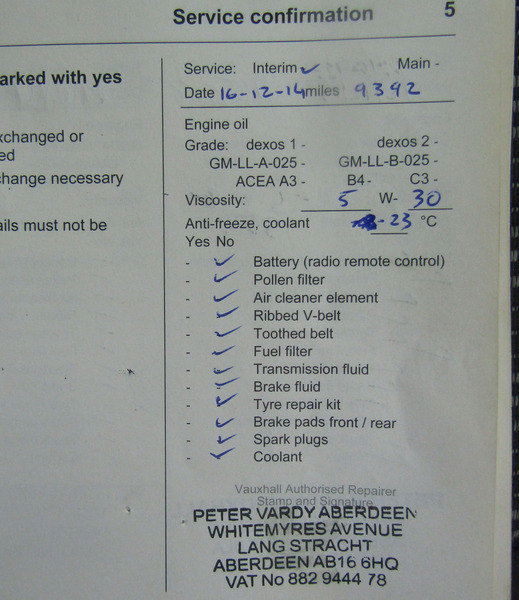 Service confirmation 5
arked with yes
xchanged or
ed
change necessary
ails must not be
Service: Interim ✓ Main -
Date 16-12-14 miles 9392
Engine oil
Grade: dexos 1 - dexos 2 -
GM-LL-A-025 - GM-LL-B-025 -
ACEA A3 - B4- C3 -
Viscosity: 5 W- 30
Anti-freeze, coolant -23 °C
Yes No
- ✓ Battery (radio remote control)
- ✓ Pollen filter
- ✓ Air cleaner element
- ✓ Ribbed V-belt
- ✓ Toothed belt
- ✓ Fuel filter
- ✓ Transmission fluid
- ✓ Brake fluid
- ✓ Tyre repair kit
- ✓ Brake pads front / rear
- ✓ Spark plugs
- ✓ Coolant
Vauxhall Authorised Repairer
Stamp and Signature
PETER VARDY ABERDEEN
WHITEMYRES AVENUE
LANG STRACHT
ABERDEEN AB16 6HQ
VAT No 882 9444 78